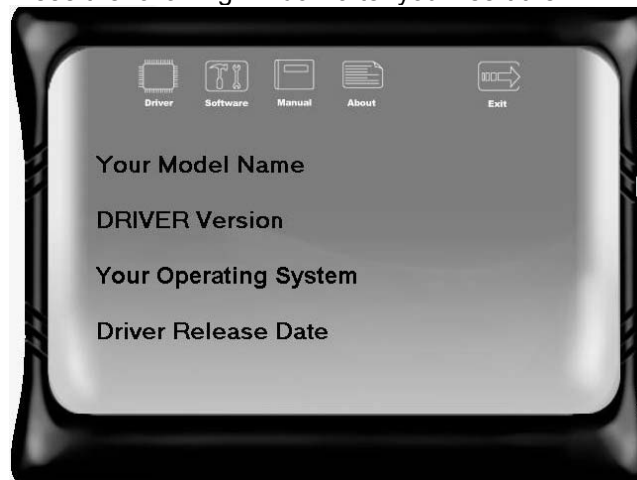 Driver Software Manual About Exit
Your Model Name
DRIVER Version
Your Operating System
Driver Release Date